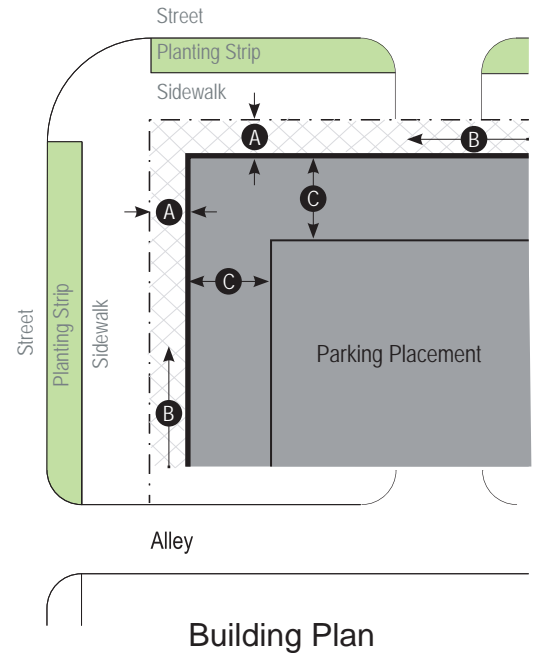 Street
Planting Strip
Sidewalk
A
B
C
A
C
Street
Planting Strip
Sidewalk
Parking Placement
B
Alley
Building Plan